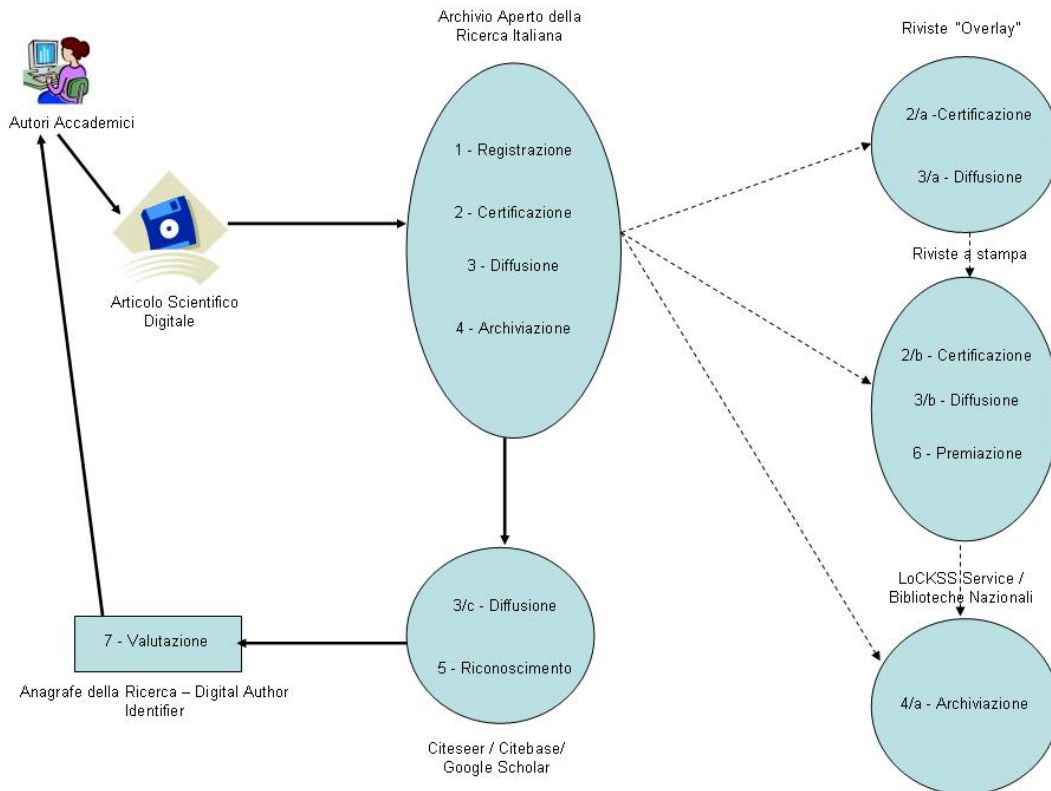 Archivio Aperto della
Ricerca Italiana
Riviste "Overlay"
Autori Accademici
2/a -Certificazione
3/a - Diffusione
1 - Registrazione
2 - Certificazione
3 - Diffusione
4 - Archiviazione
Articolo Scientifico
Digitale
Riviste a stampa
2/b - Certificazione
3/b - Diffusione
6 - Premiazione
LoCKSS Service /
Biblioteche Nazionali
3/c - Diffusione
5 - Riconoscimento
7 - Valutazione
Anagrafe della Ricerca – Digital Author
Identifier
4/a - Archiviazione
Citeseer / Citebase/
Google Scholar